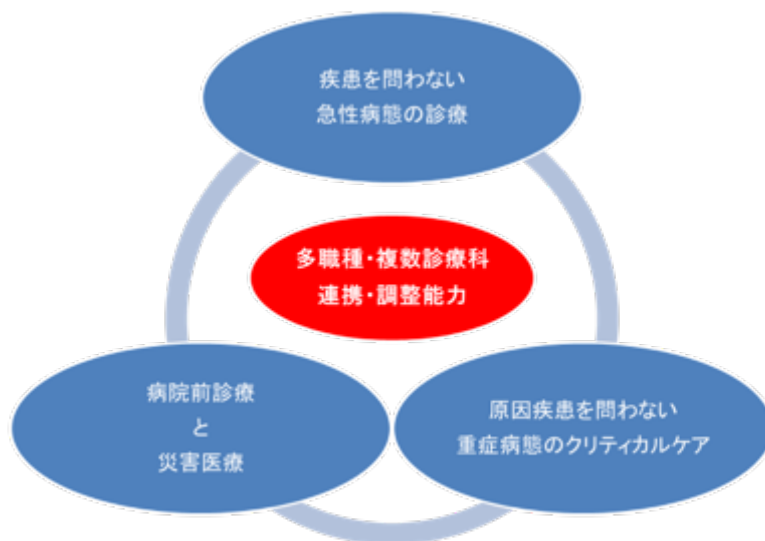 疾患を問わない
急性病態の診療
多職種・複数診療科
連携・調整能力
病院前診療
と
災害医療
原因疾患を問わない
重症病態のクリティカルケア